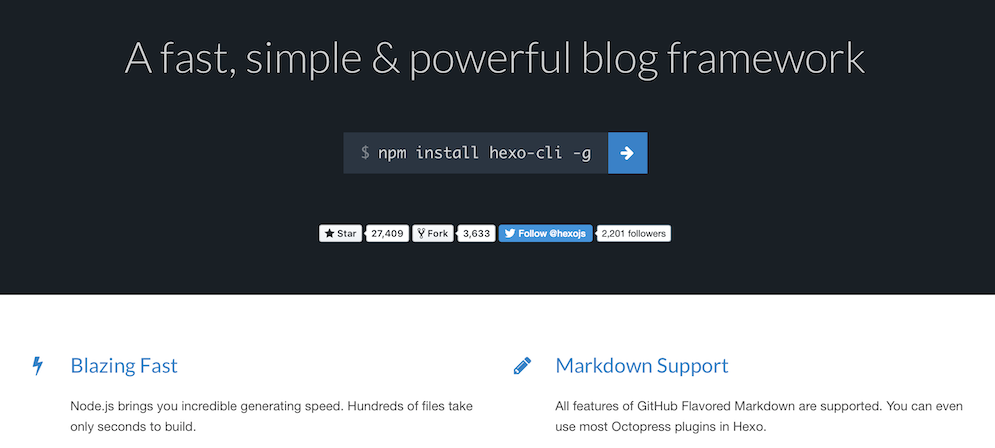 A fast, simple & powerful blog framework
$ npm install hexo-cli -g
Star 27,409 Fork 3,633 Follow @hexojs 2,201 followers
Blazing Fast
Node.js brings you incredible generating speed. Hundreds of files take
only seconds to build.
Markdown Support
All features of GitHub Flavored Markdown are supported. You can even
use most Octopress plugins in Hexo.